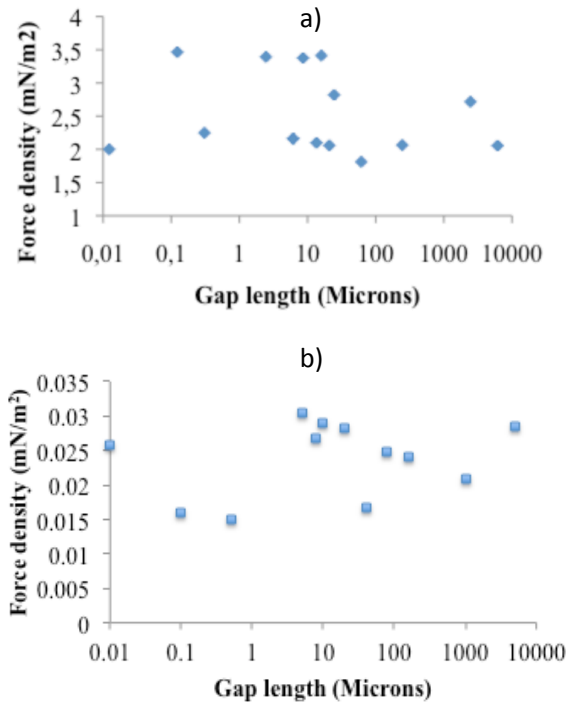 a)
Force density (mN/m2)
4
3,5
3
2,5
2
1,5
1
0,01 0,1 1 10 100 1000 10000
Gap length (Microns)
b)
Force density (mN/m²)
0.035
0.03
0.025
0.02
0.015
0.01
0.005
0
0.01 0.1 1 10 100 1000 10000
Gap length (Microns)